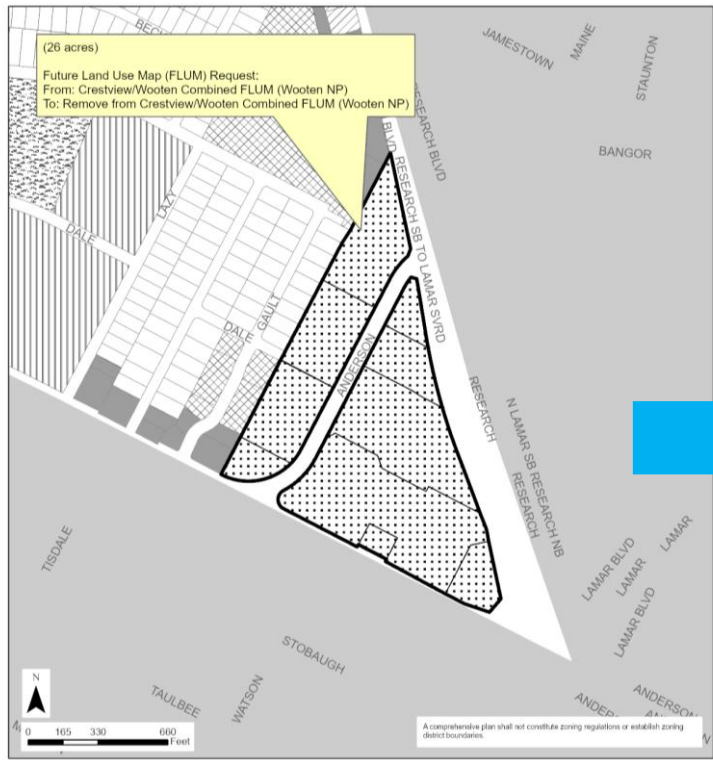 BEC
(26 acres)
Future Land Use Map (FLUM) Request:
From: Crestview/Wooten Combined FLUM (Wooten NP)
To: Remove from Crestview/Wooten Combined FLUM (Wooten NP)
JAMESTOWN
MAINE
STAUNTON
BANGOR
RESEARCH BLVD
BLVD RESEARCH SB TO LAMAR SVRD
LAZY
DALE
DALE
GAULT
ANDERSON
RESEARCH
N LAMAR SB RESEARCH NB
RESEARCH
LAMAR BLVD
LAMAR
LAMAR
LAMAR BLVD
TISDALE
STOBAUGH
WATSON
TAULBEE
ANDERSON
ANDERSON
N
0 165 330 660
Feet
A comprehensive plan shall not constitute zoning regulations or establish zoning
district boundaries.